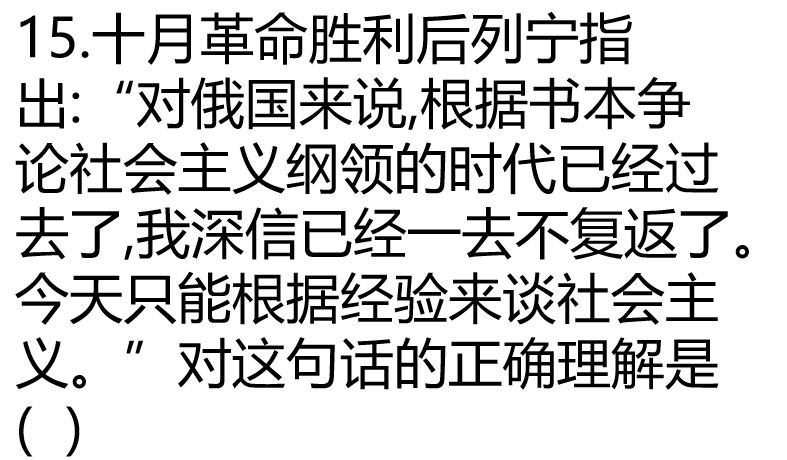 15.十月革命胜利后列宁指
出:“对俄国来说,根据书本争
论社会主义纲领的时代已经过
去了,我深信已经一去不复返了。
今天只能根据经验来谈社会主
义。”对这句话的正确理解是
( )